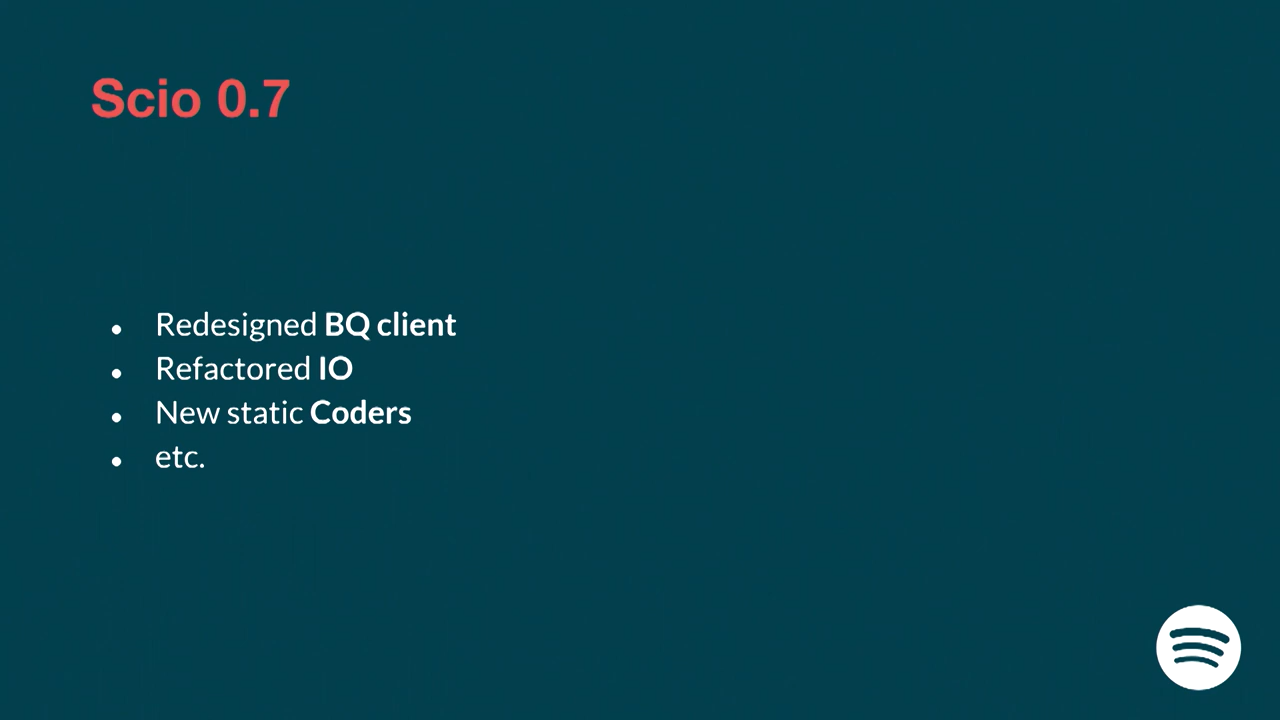 Scio 0.7
• Redesigned BQ client
• Refactored IO
• New static Coders
• etc.